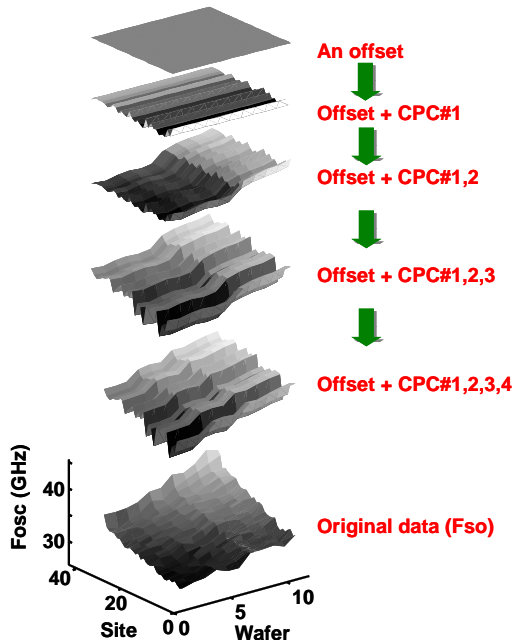 An offset
Offset + CPC#1
Offset + CPC#1,2
Offset + CPC#1,2,3
Offset + CPC#1,2,3,4
Original data (Fso)
Fosc (GHz)
40
30
40
20
0
Site
0
5
10
Wafer